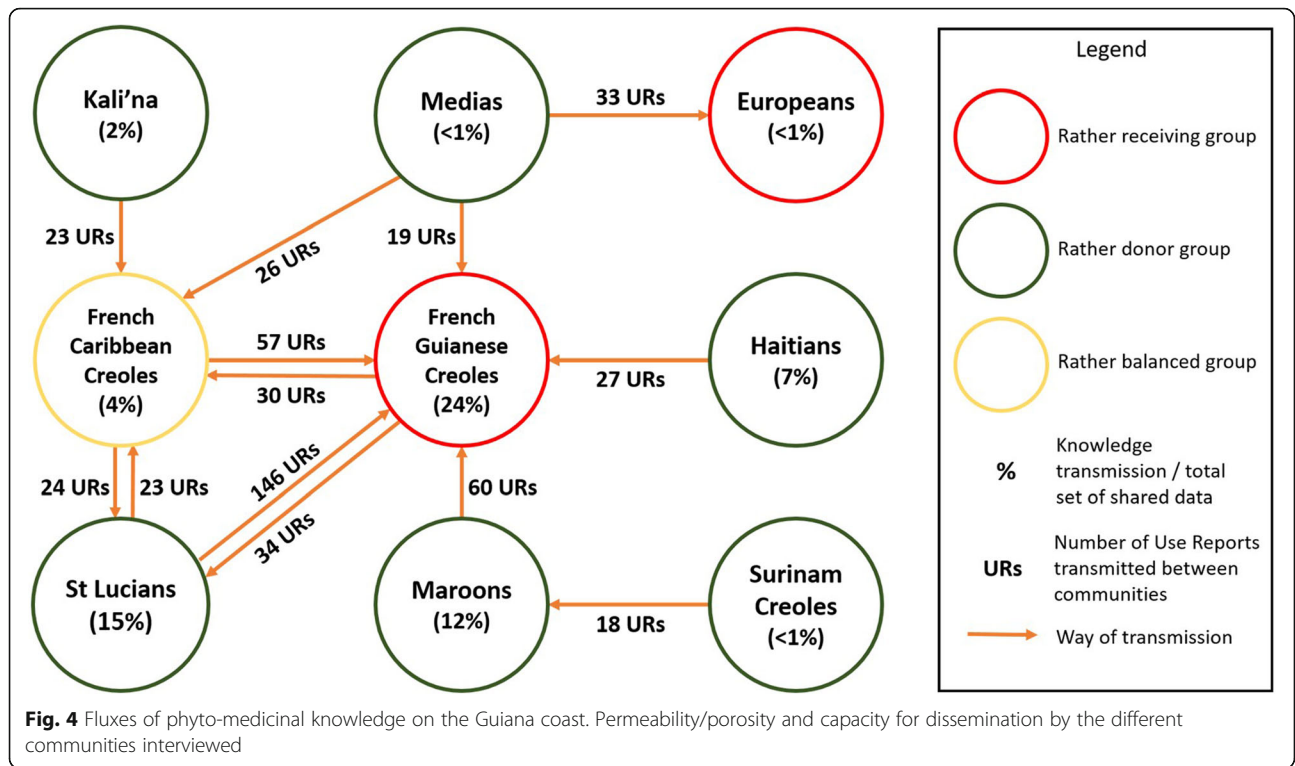 Kali’na
(2%)
Medias
(<1%)
33 URs
Europeans
(<1%)
23 URs
26 URs
19 URs
French
Caribbean
Creoles
(4%)
57 URs
30 URs
French
Guianese
Creoles
(24%)
27 URs
Haitians
(7%)
24 URs
23 URs
146 URs
34 URs
60 URs
St Lucians
(15%)
Maroons
(12%)
18 URs
Surinam
Creoles
(<1%)
Legend
Rather receiving group
Rather donor group
Rather balanced group
%
Knowledge
transmission / total
set of shared data
URs
Number of Use Reports
transmitted between
communities
Way of transmission
Fig. 4 Fluxes of phyto-medicinal knowledge on the Guiana coast. Permeability/porosity and capacity for dissemination by the different
communities interviewed